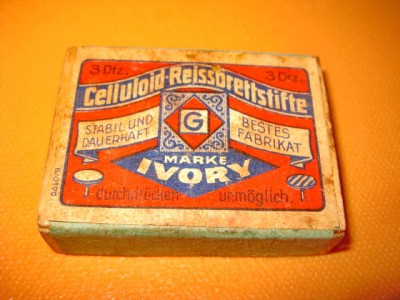 3 Dtz. 3 Dtz.
Celluloid-Reissbrettstifte
STABIL UND DAUERHAFT
G
BESTES FABRIKAT
MARKE
IVORY
durchdrücken unmöglich.